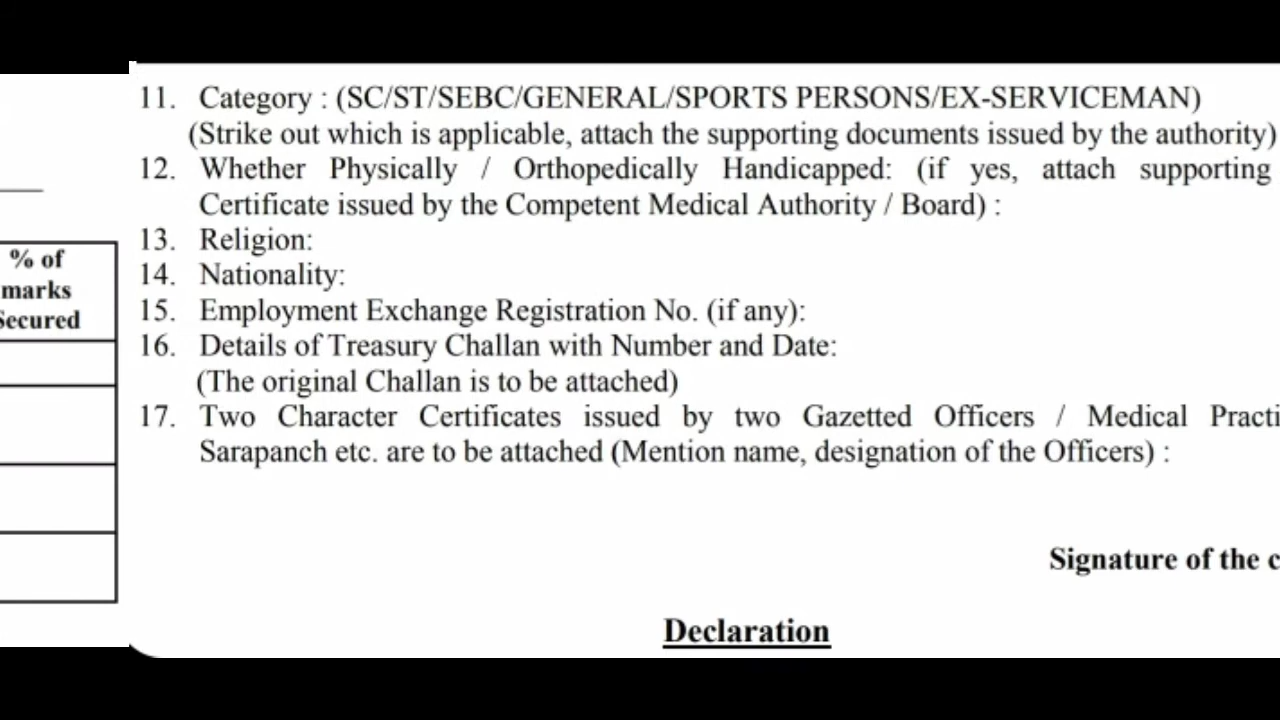 % of
marks
Secured
11. Category : (SC/ST/SEBC/GENERAL/SPORTS PERSONS/EX-SERVICEMAN)
(Strike out which is applicable, attach the supporting documents issued by the authority)
12. Whether Physically / Orthopedically Handicapped: (if yes, attach supporting
Certificate issued by the Competent Medical Authority / Board) :
13. Religion:
14. Nationality:
15. Employment Exchange Registration No. (if any):
16. Details of Treasury Challan with Number and Date:
(The original Challan is to be attached)
17. Two Character Certificates issued by two Gazetted Officers / Medical Practi
Sarapanch etc. are to be attached (Mention name, designation of the Officers) :
Signature of the c
Declaration